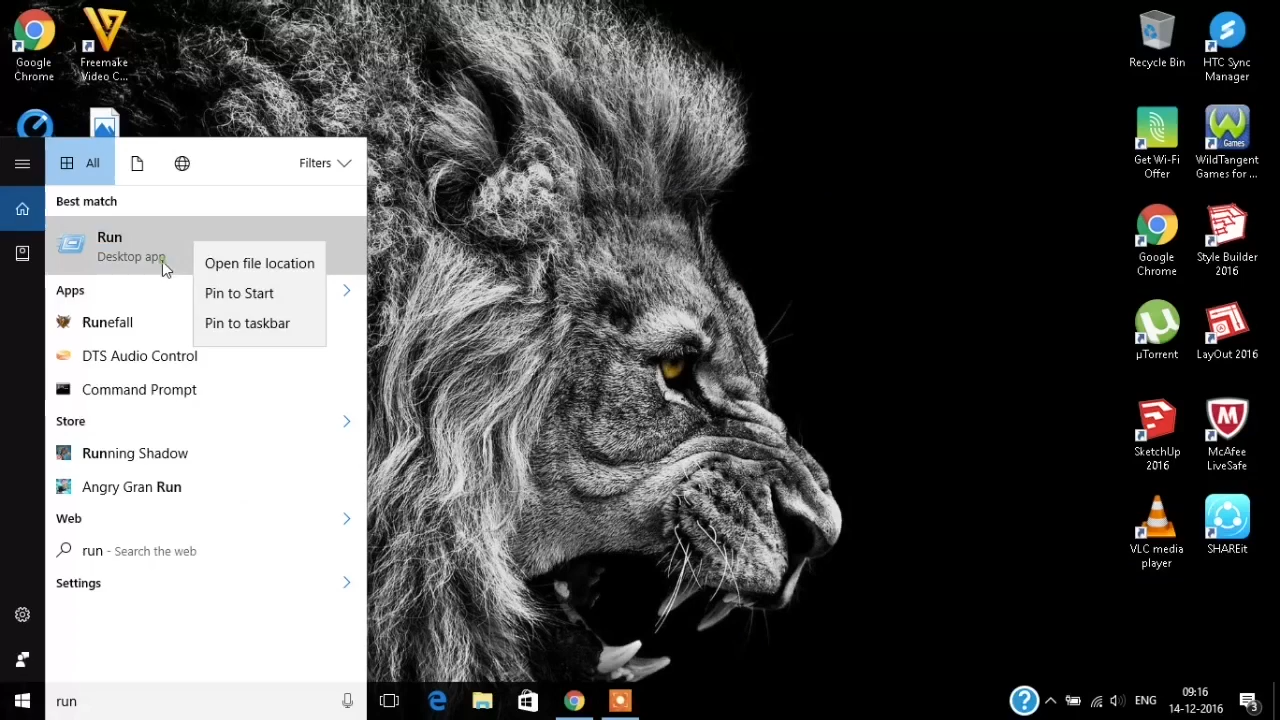 Google
Chrome
Freemake
Video C...
All
Filters
Best match
Run
Desktop app
Open file location
Pin to Start
Pin to taskbar
Apps
Runefall
DTS Audio Control
Command Prompt
Store
Running Shadow
Angry Gran Run
Web
run - Search the web
Settings
run
Recycle Bin
HTC Sync
Manager
Get Wi-Fi
Offer
Games
WildTangent
Games for ...
Google
Chrome
Style Builder
2016
µTorrent
LayOut 2016
SketchUp
2016
McAfee
LiveSafe
VLC media
player
SHAREit
ENG
09:16
14-12-2016
3